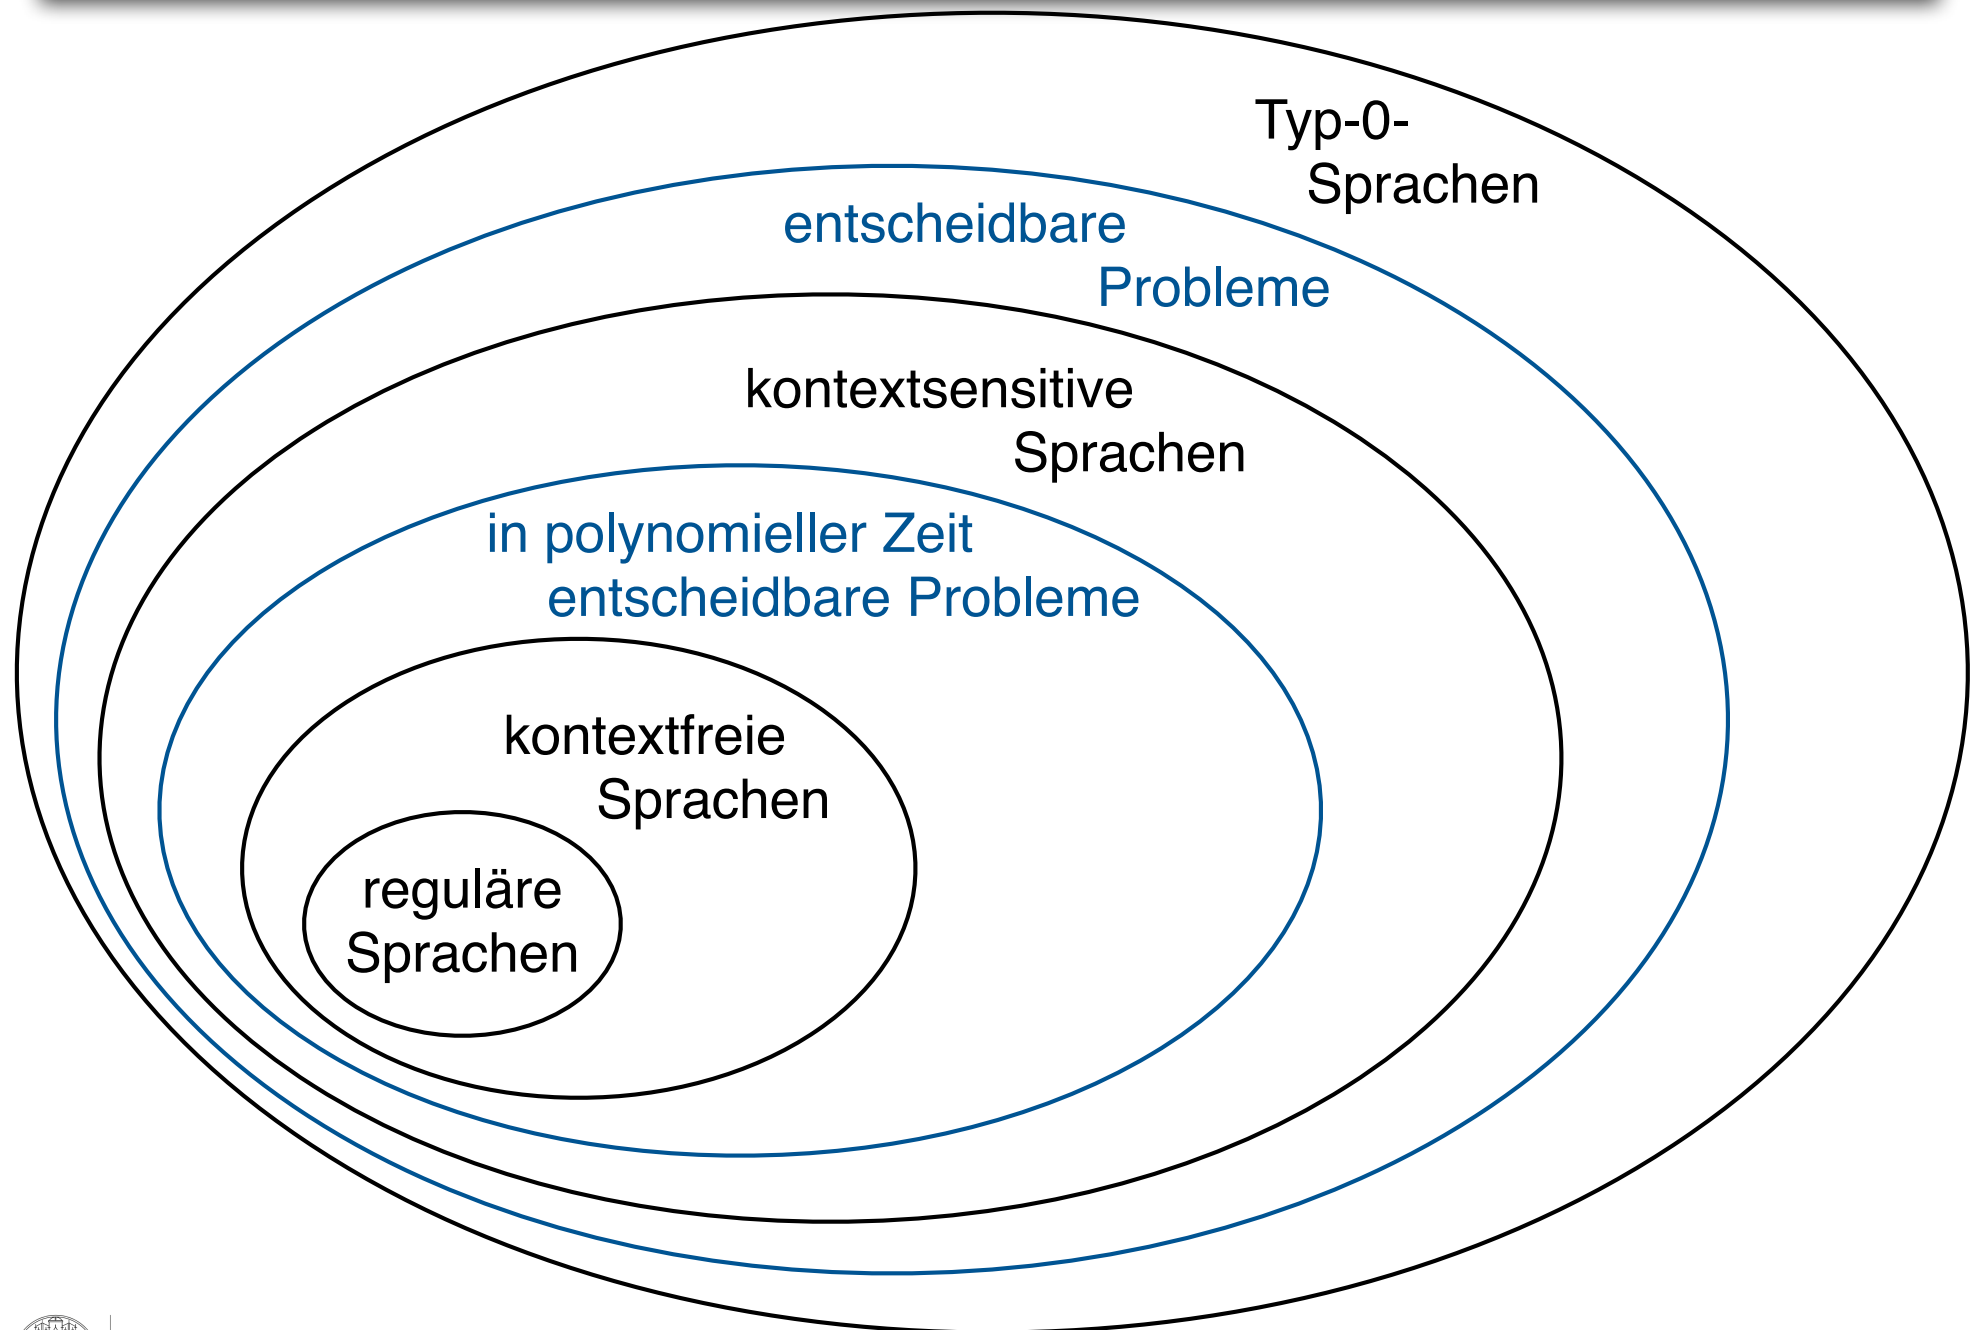 Typ-0-
Sprachen
entscheidbare
Probleme
kontextsensitive
Sprachen
in polynomieller Zeit
entscheidbare Probleme
kontextfreie
Sprachen
reguläre
Sprachen